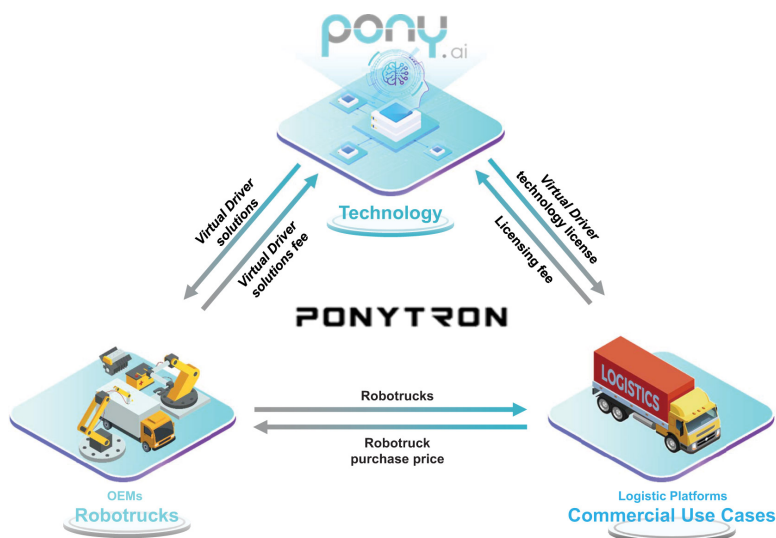 pony.ai
Technology
Virtual Driver
solutions
Virtual Driver
solutions fee
Virtual Driver
technology license
Licensing fee
PONYTRON
LOGISTICS
Robotrucks
Robotruck
purchase price
OEMs
Robotrucks
Logistic Platforms
Commercial Use Cases